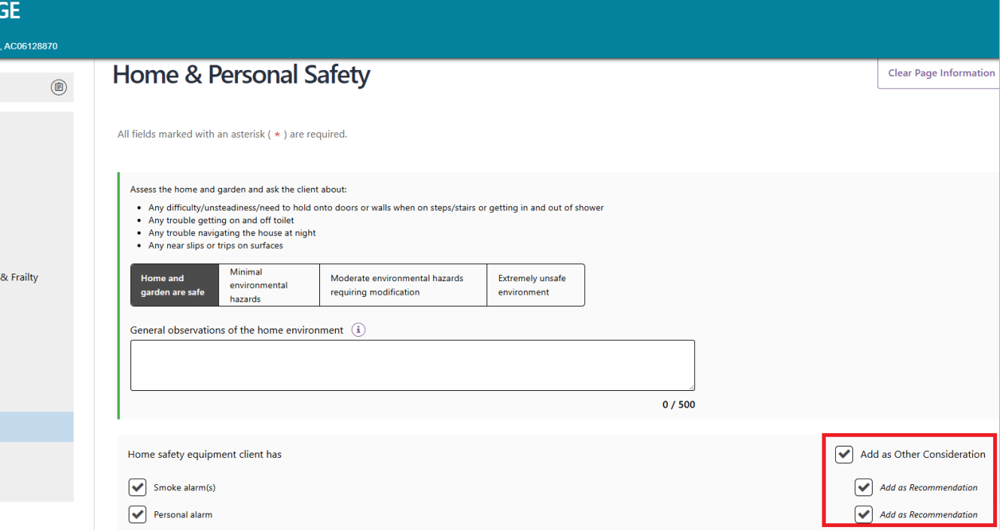 GE
, AC06128870
Home & Personal Safety
Clear Page Information
All fields marked with an asterisk ( * ) are required.
Assess the home and garden and ask the client about:
• Any difficulty/unsteadiness/need to hold onto doors or walls when on steps/stairs or getting in and out of shower
• Any trouble getting on and off toilet
• Any trouble navigating the house at night
• Any near slips or trips on surfaces
& Frailty
Home and
garden are safe
Minimal
environmental
hazards
Moderate environmental hazards
requiring modification
Extremely unsafe
environment
General observations of the home environment i
0 / 500
Home safety equipment client has
Add as Other Consideration
Smoke alarm(s)
Add as Recommendation
Personal alarm
Add as Recommendation